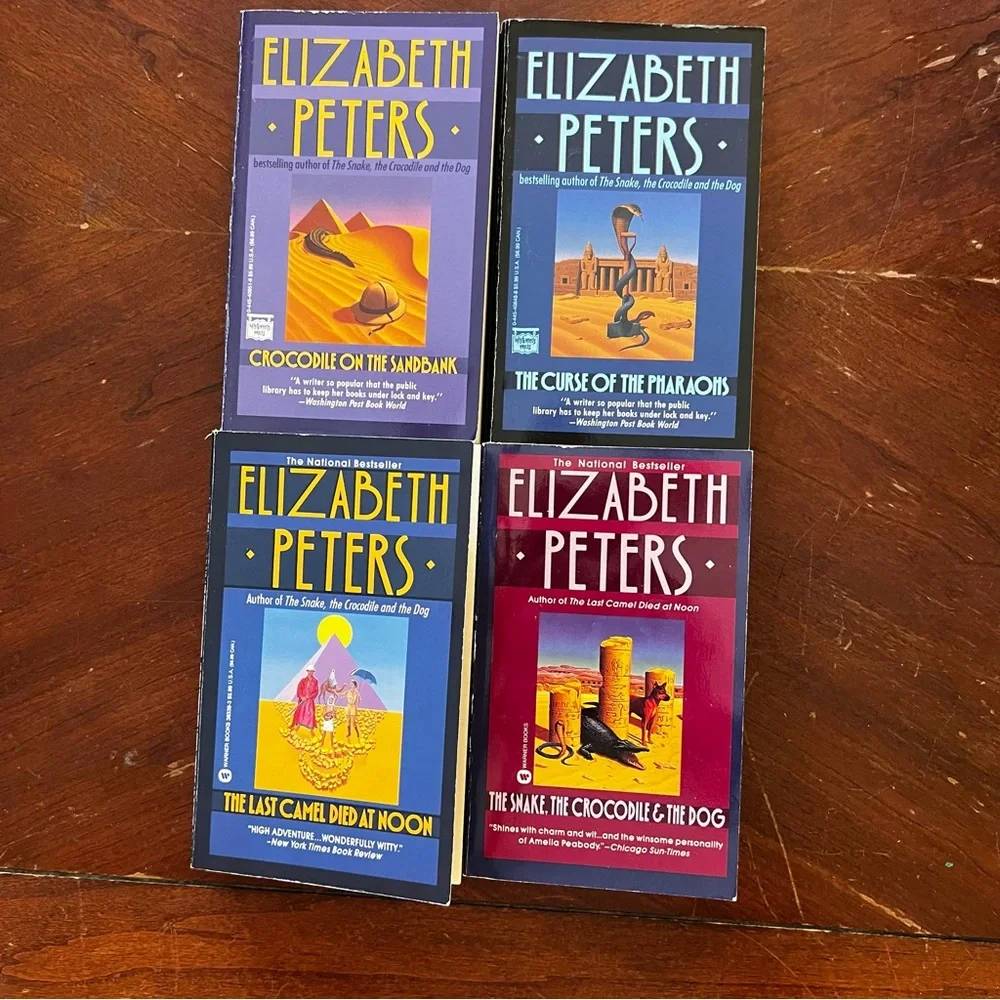 ELIZABETH
PETERS
bestselling author of The Snake, the Crocodile and the Dog
CROCODILE ON THE SANDBANK
"A writer so popular that the public
library has to keep her books under lock and key."
—Washington Post Book World
ELIZABETH
PETERS
bestselling author of The Snake, the Crocodile and the Dog
THE CURSE OF THE PHARAOHS
"A writer so popular that the public
library has to keep her books under lock and key."
—Washington Post Book World
The National Bestseller
ELIZABETH
PETERS
Author of The Snake, the Crocodile and the Dog
WARNER BOOKS
THE LAST CAMEL DIED AT NOON
"HIGH ADVENTURE...WONDERFULLY WITTY."
–New York Times Book Review
The National Bestseller
ELIZABETH
PETERS
Author of The Last Camel Died at Noon
WARNER BOOKS
THE SNAKE, THE CROCODILE & THE DOG
"Shines with charm and wit...and the winsome personality
of Amelia Peabody."–Chicago Sun-Times